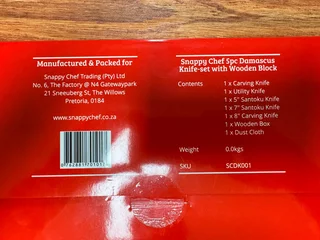 Manufactured & Packed for
Snappy Chef Trading (Pty) Ltd
No. 6, The Factory @ N4 Gatewaypark
21 Sneeuberg St, The Willows
Pretoria, 0184
www.snappychef.co.za
Snappy Chef 5pc Damascus
Knife-set with Wooden Block
Contents
1 x Carving Knife
1 x Utility Knife
1 x 5" Santoku Knife
1 x 7" Santoku Knife
1 x 8" Carving Knife
1 x Wooden Box
1 x Dust Cloth
Weight 0.0kgs
SKU SCDK001